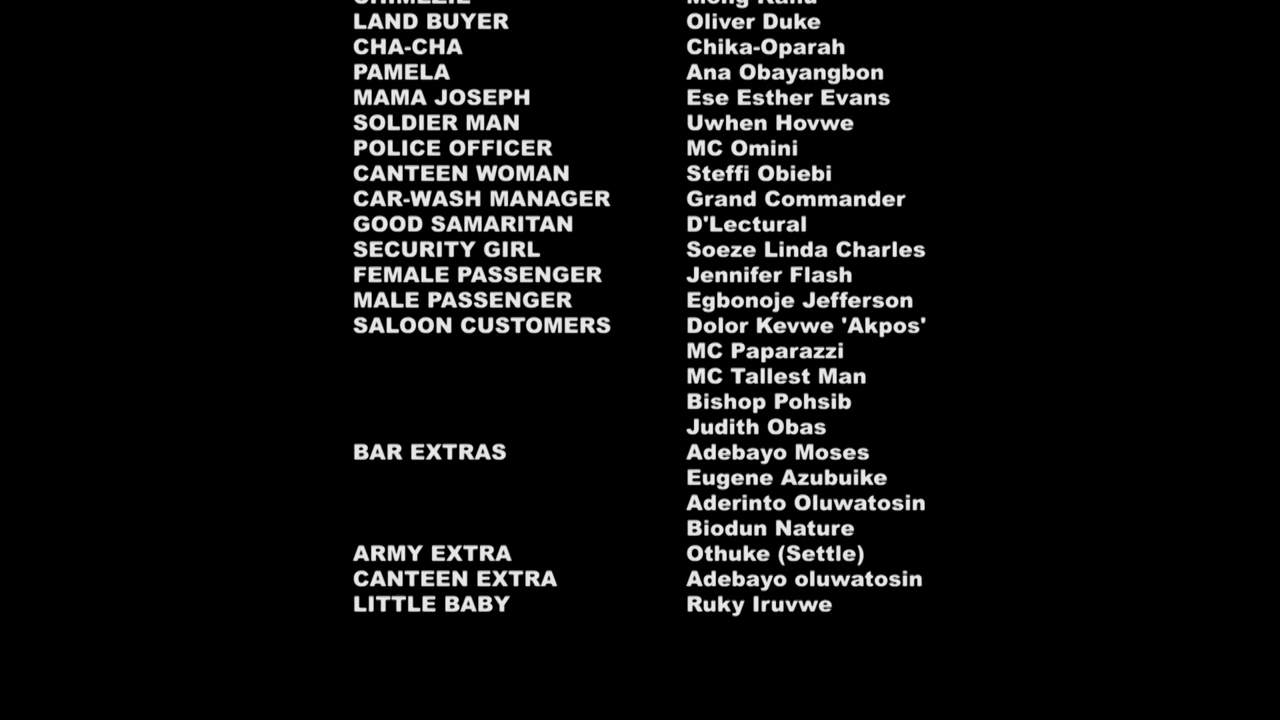 LAND BUYER Oliver Duke
CHA-CHA Chika-Oparah
PAMELA Ana Obayangbon
MAMA JOSEPH Ese Esther Evans
SOLDIER MAN Uwhen Hovwe
POLICE OFFICER MC Omini
CANTEEN WOMAN Steffi Obiebi
CAR-WASH MANAGER Grand Commander
GOOD SAMARITAN D'Lectural
SECURITY GIRL Soeze Linda Charles
FEMALE PASSENGER Jennifer Flash
MALE PASSENGER Egbonoje Jefferson
SALOON CUSTOMERS Dolor Kevwe 'Akpos'
MC Paparazzi
MC Tallest Man
Bishop Pohsib
Judith Obas
BAR EXTRAS Adebayo Moses
Eugene Azubuike
Aderinto Oluwatosin
Biodun Nature
ARMY EXTRA Othuke (Settle)
CANTEEN EXTRA Adebayo oluwatosin
LITTLE BABY Ruky Iruvwe